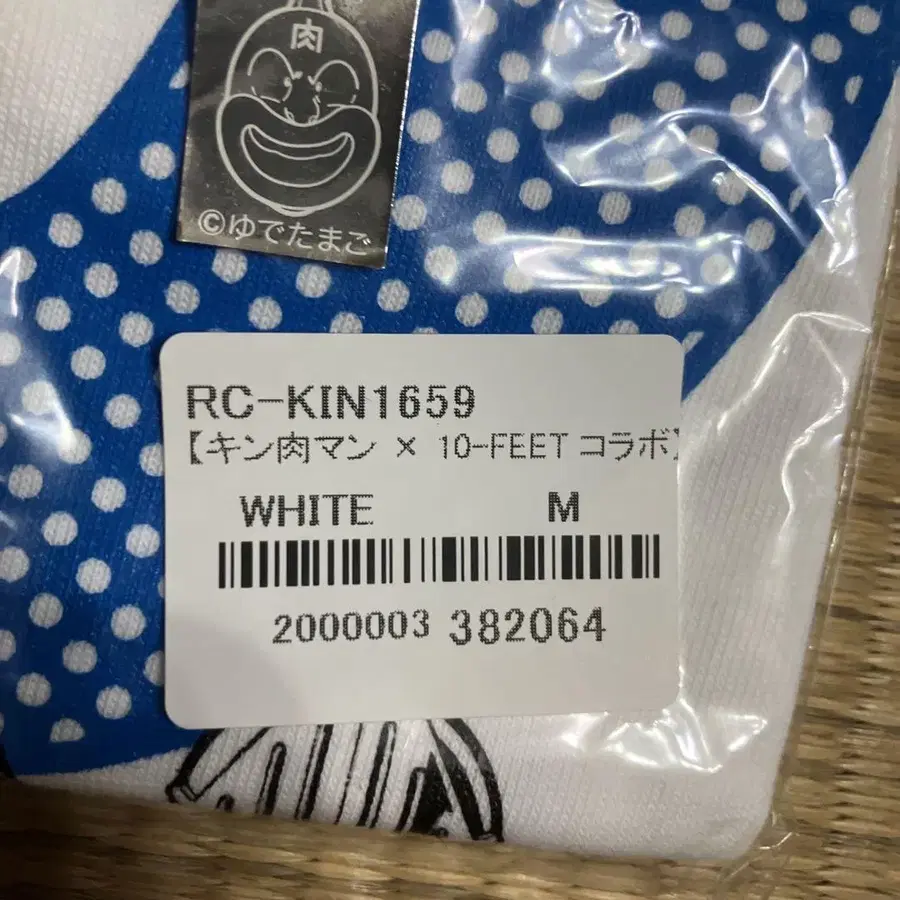 肉
©ゆでたまご
RC-KIN1659
【キン肉マン × 10-FEET コラボ】
WHITE M
2000003 382064